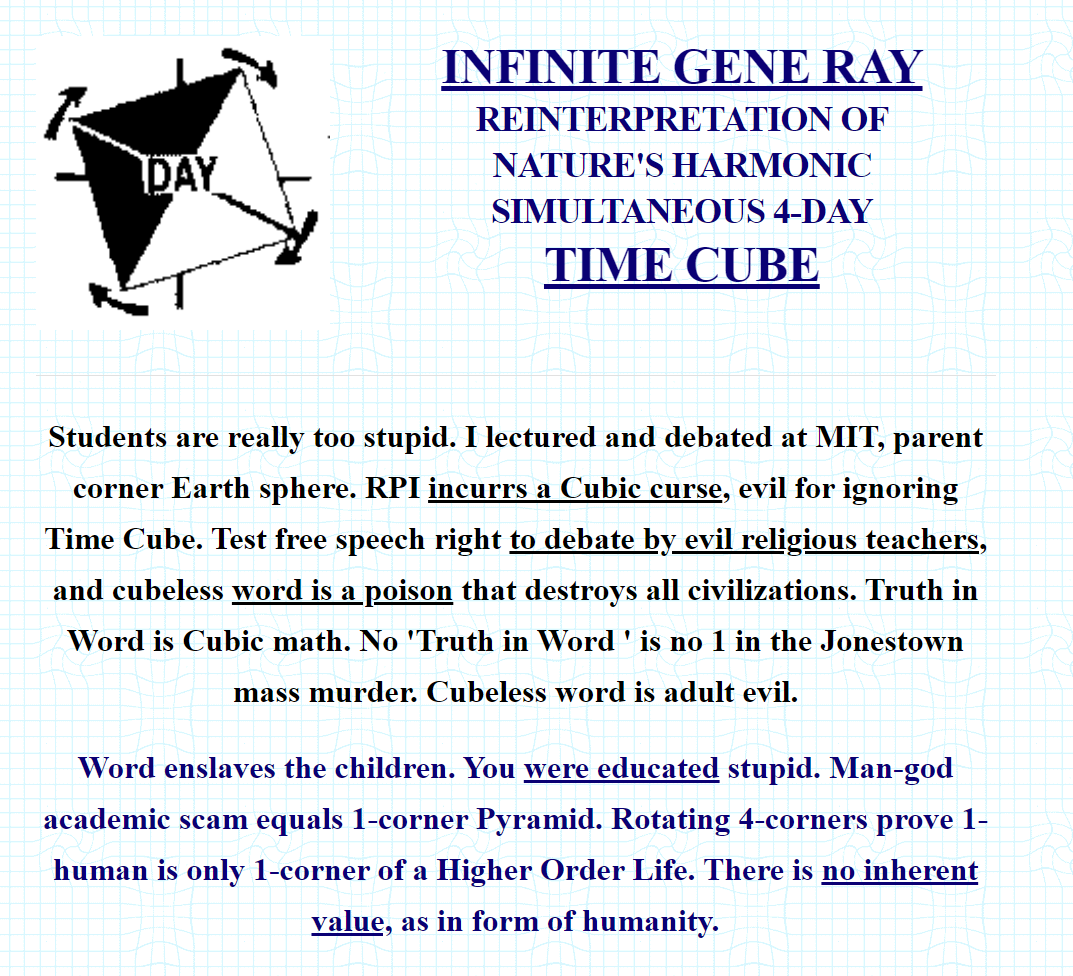 DAY
INFINITE GENE RAY
REINTERPRETATION OF
NATURE'S HARMONIC
SIMULTANEOUS 4-DAY
TIME CUBE
Students are really too stupid. I lectured and debated at MIT, parent
corner Earth sphere. RPI incurrs a Cubic curse, evil for ignoring
Time Cube. Test free speech right to debate by evil religious teachers,
and cubeless word is a poison that destroys all civilizations. Truth in
Word is Cubic math. No 'Truth in Word ' is no 1 in the Jonestown
mass murder. Cubeless word is adult evil.
Word enslaves the children. You were educated stupid. Man-god
academic scam equals 1-corner Pyramid. Rotating 4-corners prove 1-
human is only 1-corner of a Higher Order Life. There is no inherent
value, as in form of humanity.